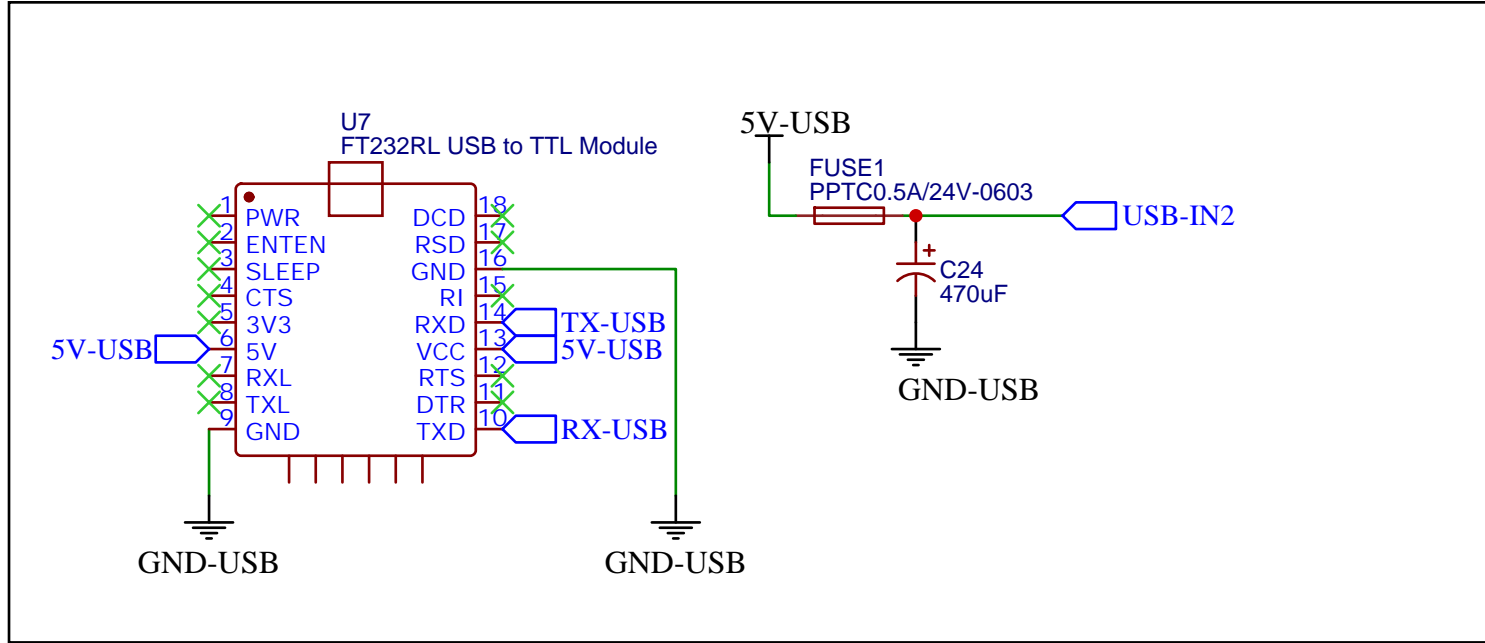 U7
FT232RL USB to TTL Module
1
PWR
2
ENTEN
3
SLEEP
4
CTS
5
3V3
5V-USB
6
5V
7
RXL
8
TXL
9
GND
DCD
18
RSD
17
GND
16
RI
15
RXD
14
TX-USB
VCC
13
5V-USB
RTS
12
DTR
11
TXD
10
RX-USB
GND-USB
GND-USB
5V-USB
FUSE1
PPTC0.5A/24V-0603
USB-IN2
+
C24
470uF
GND-USB